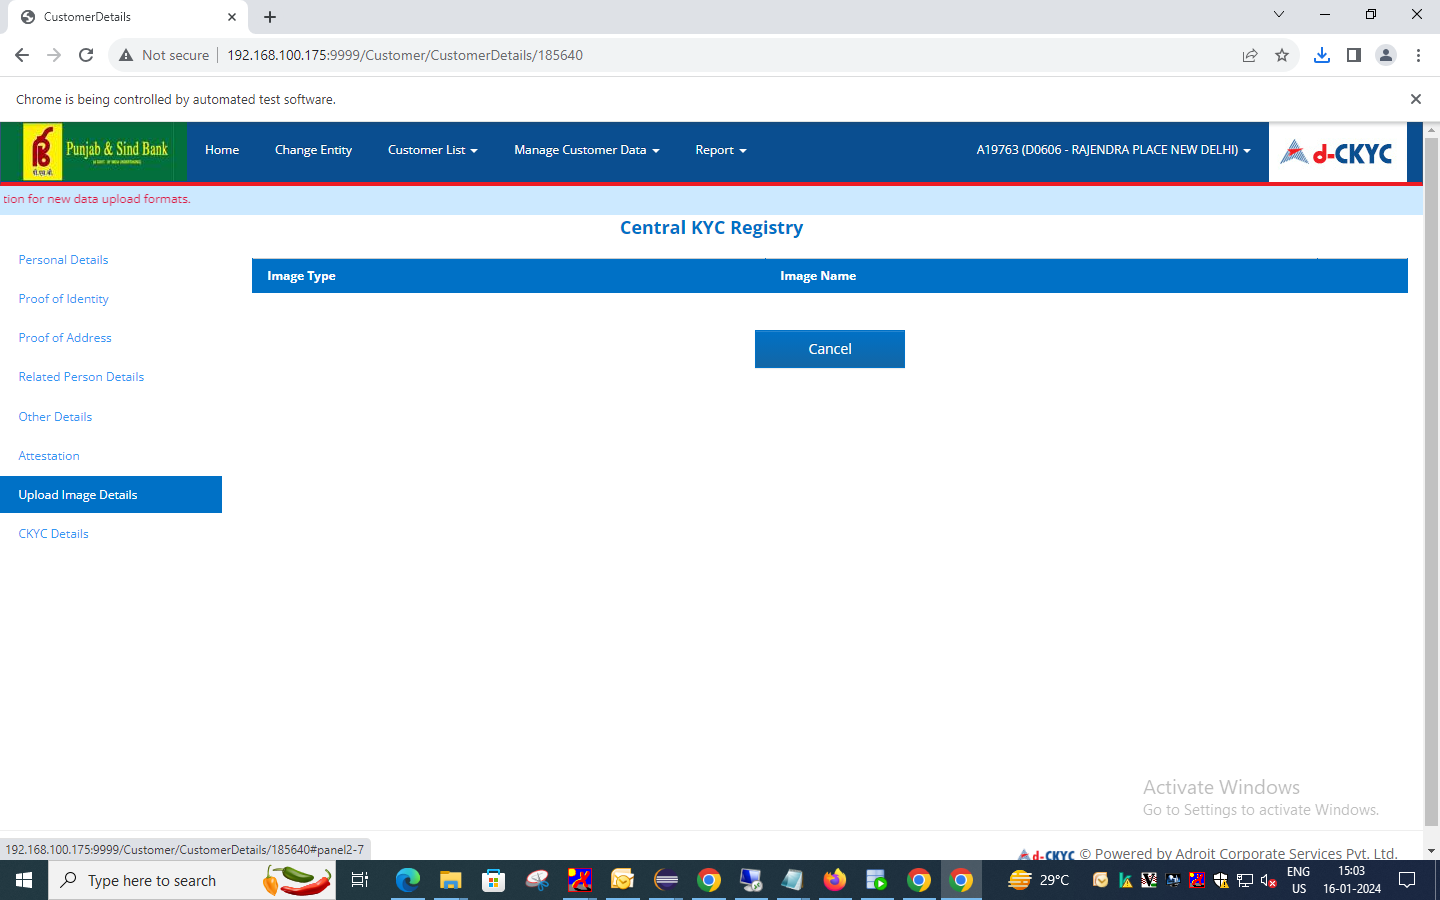 CustomerDetails
Not secure
192.168.100.175:9999/Customer/CustomerDetails/185640
Chrome is being controlled by automated test software.
Punjab & Sind Bank
पी.एस.बी.
Home
Change Entity
Customer List
Manage Customer Data
Report
A19763 (D0606 - RAJENDRA PLACE NEW DELHI)
d-CKYC
tion for new data upload formats.
Central KYC Registry
Personal Details
Proof of Identity
Proof of Address
Related Person Details
Other Details
Attestation
Upload Image Details
CKYC Details
Image Type
Image Name
Cancel
Activate Windows
Go to Settings to activate Windows.
192.168.100.175:9999/Customer/CustomerDetails/185640#panel2-7
d-CKYC © Powered by Adroit Corporate Services Pvt. Ltd.
Type here to search
29°C
ENG
US
15:03
16-01-2024